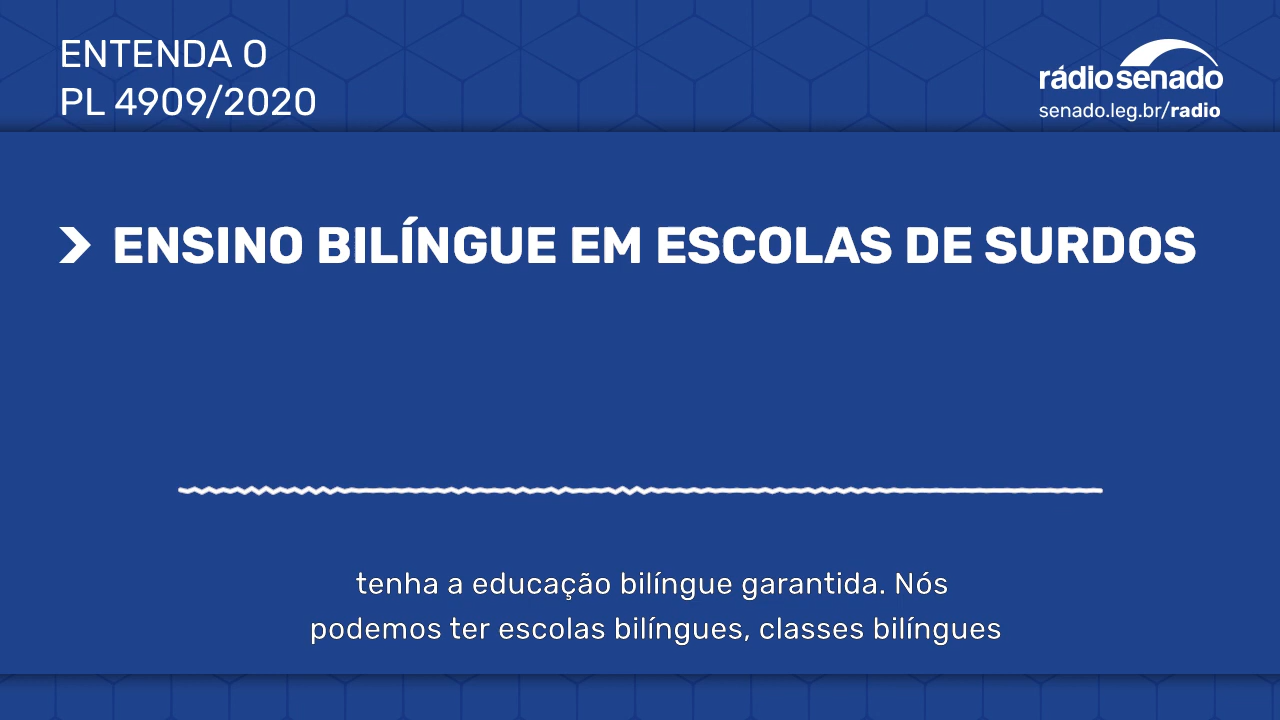 ENTENDA O
PL 4909/2020
rádio senado
senado.leg.br/radio
ENSINO BILÍNGUE EM ESCOLAS DE SURDOS
tenha a educação bilíngue garantida. Nós
podemos ter escolas bilíngues, classes bilíngues